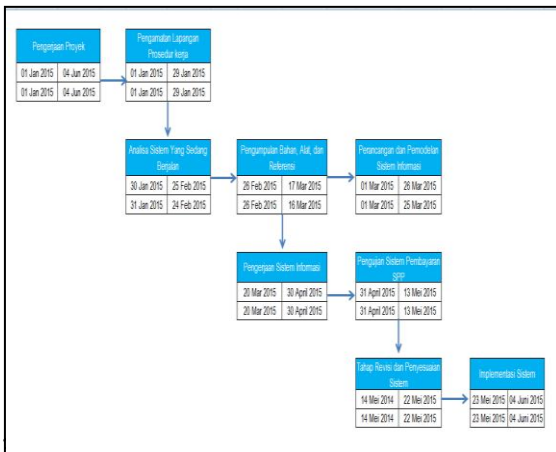 Pengerjaan Proyek
01 Jan 2015 04 Jun 2015
01 Jan 2015 04 Jun 2015
Pengamatan Lapangan
Prosedur kerja
01 Jan 2015 29 Jan 2015
01 Jan 2015 29 Jan 2015
Analisa Sistem Yang Sedang
Berjalan
30 Jan 2015 25 Feb 2015
31 Jan 2015 24 Feb 2015
Pengumpulan Bahan, Alat, dan
Referensi
26 Feb 2015 17 Mar 2015
26 Feb 2015 16 Mar 2015
Perancangan dan Pemodelan
Sistem Informasi
01 Mar 2015 26 Mar 2015
01 Mar 2015 25 Mar 2015
Pengerjaan Sistem Informasi
20 Mar 2015 30 April 2015
20 Mar 2015 30 April 2015
Pengujian Sistem Pembayaran
SPP
31 April 2015 13 Mei 2015
31 April 2015 13 Mei 2015
Tahap Revisi dan Penyesuaian
Sistem
14 Mei 2014 22 Mei 2015
14 Mei 2014 22 Mei 2015
Implementasi Sistem
23 Mei 2015 04 Juni 2015
23 Mei 2015 04 Juni 2015